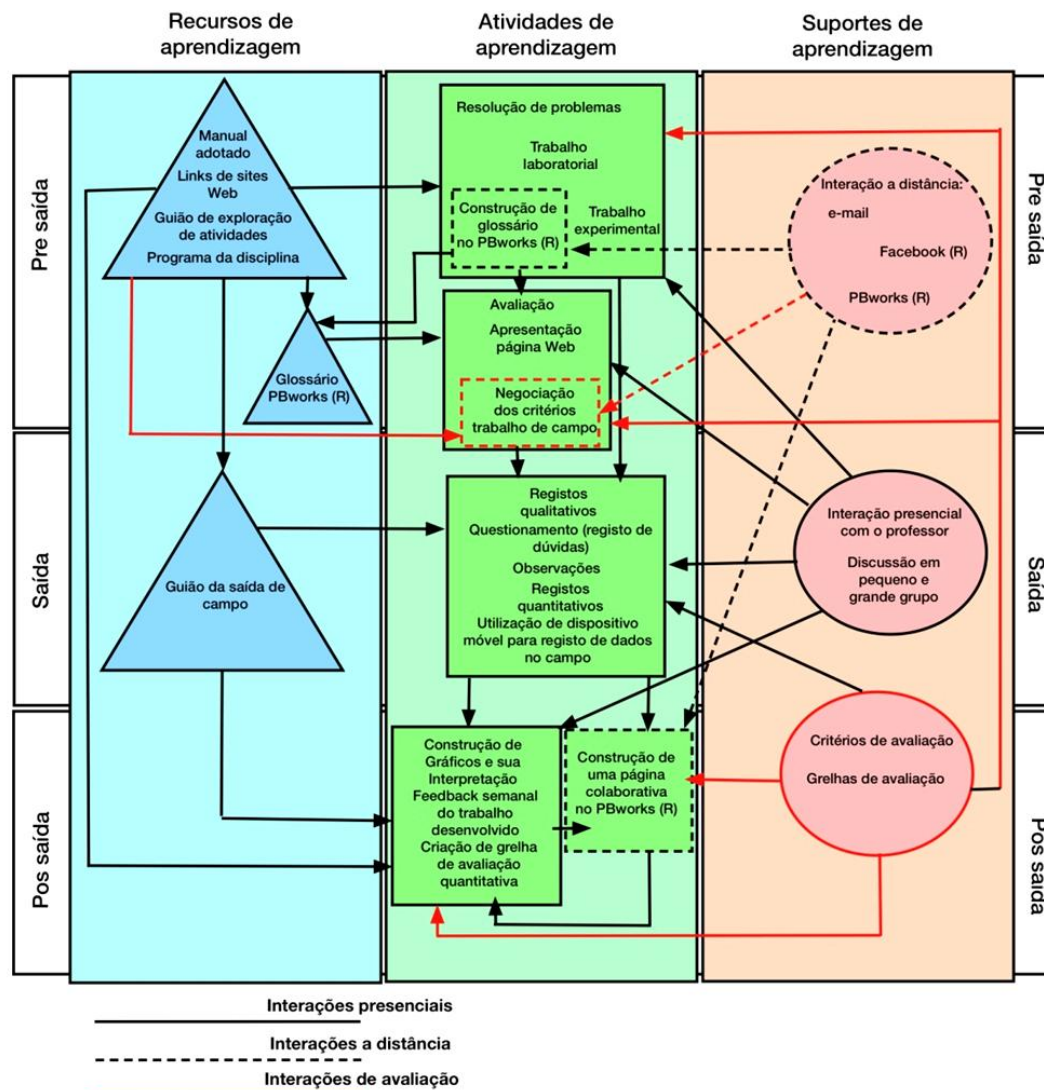 Recursos de
aprendizagem
Atividades de
aprendizagem
Suportes de
aprendizagem
Pre saída
Manual
adotado
Links de sites
Web
Guião de exploração
de atividades
Programa da disciplina
Glossário
PBworks (R)
Resolução de problemas
Trabalho
laboratorial
Construção de
glossário
no PBworks (R)
Trabalho
experimental
Avaliação
Apresentação
página Web
Negociação
dos critérios
trabalho de campo
Interação a distância:
e-mail
Facebook (R)
PBworks (R)
Pre saída
Saída
Guião da saída de
campo
Registos
qualitativos
Questionamento (registo de
dúvidas)
Observações
Registos
quantitativos
Utilização de dispositivo
móvel para registo de dados
no campo
Interação presencial
com o professor
Discussão em
pequeno e
grande grupo
Saída
Pos saída
Construção de
Gráficos e sua
Interpretação
Feedback semanal
do trabalho
desenvolvido
Criação de grelha
de avaliação
quantitativa
Construção de
uma página
colaborativa
no PBworks (R)
Critérios de avaliação
Grelhas de avaliação
Pos saída
Interações presenciais
Interações a distância
Interações de avaliação